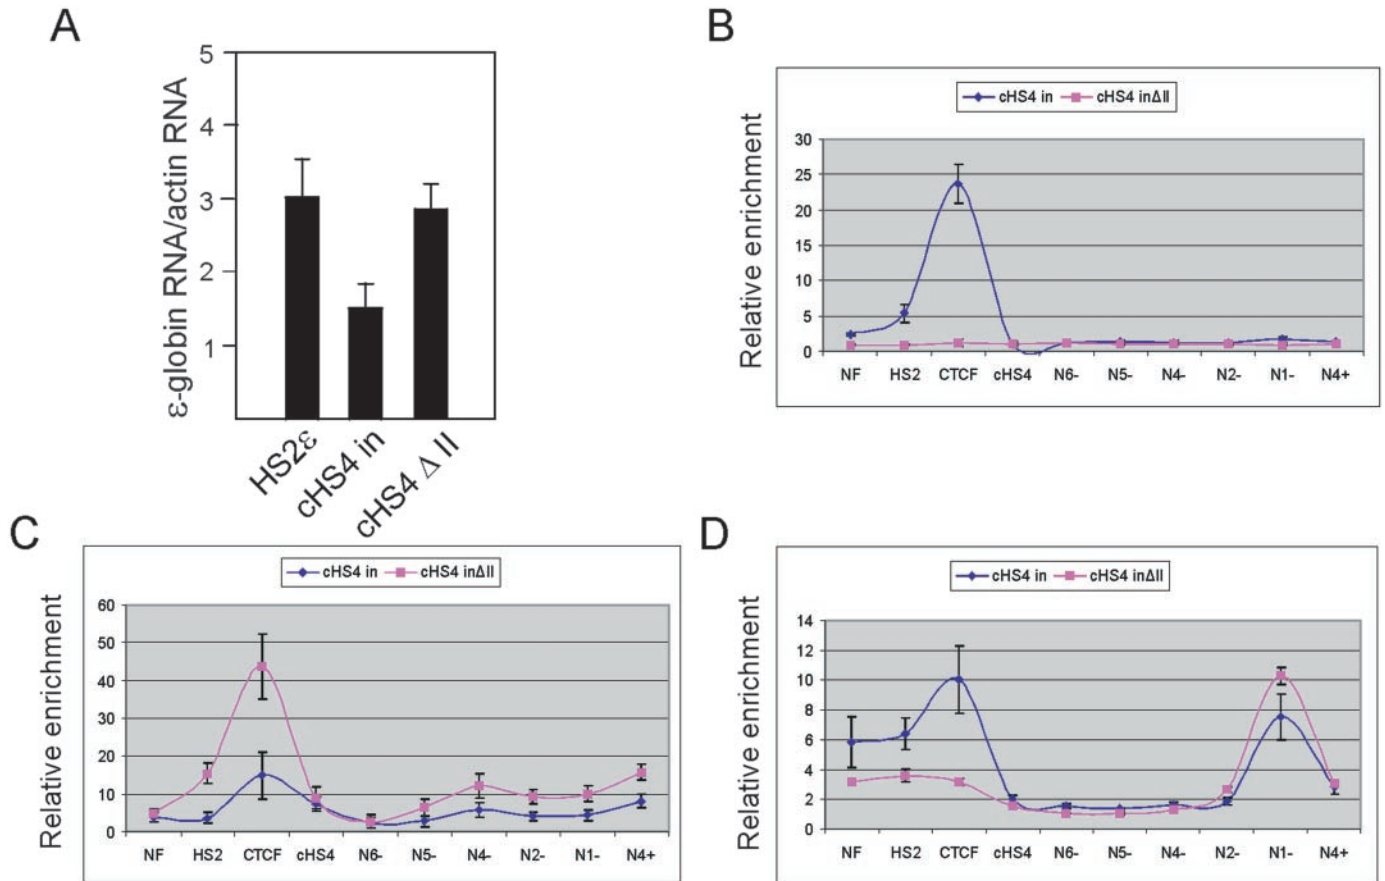 A
ε-globin RNA/actin RNA
5
4
3
2
1
HS2ε
cHS4 in
cHS4 Δ II
B
cHS4 in cHS4 inΔII
Relative enrichment
30
25
20
15
10
5
0
NF HS2 CTCF cHS4 N6- N5- N4- N2- N1- N4+
C
cHS4 in cHS4 inΔII
Relative enrichment
60
50
40
30
20
10
0
NF HS2 CTCF cHS4 N6- N5- N4- N2- N1- N4+
D
cHS4 in cHS4 inΔII
Relative enrichment
14
12
10
8
6
4
2
0
NF HS2 CTCF cHS4 N6- N5- N4- N2- N1- N4+